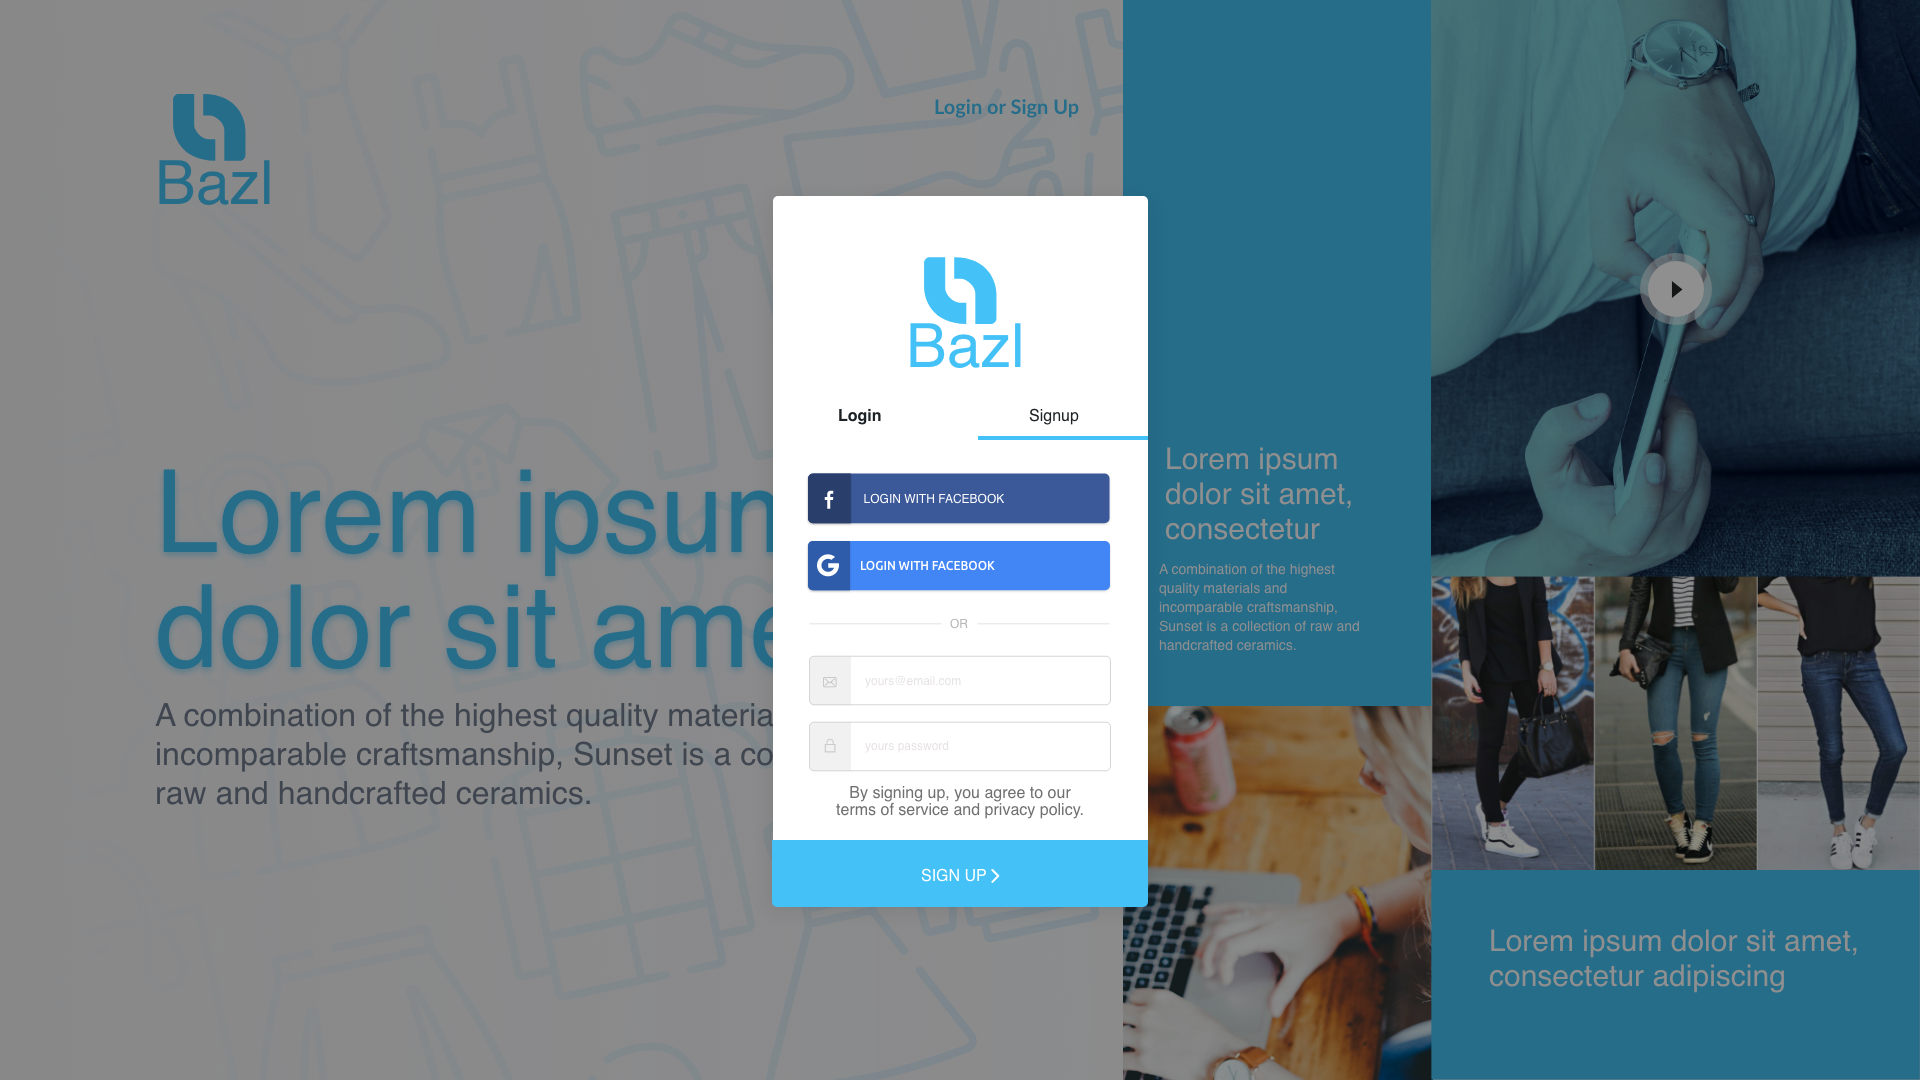 Login or Sign Up
Bazl
Bazl
Login
Signup
LOGIN WITH FACEBOOK
LOGIN WITH FACEBOOK
OR
yours@email.com
yours password
By signing up, you agree to our
terms of service and privacy policy.
SIGN UP
Lorem ipsum
dolor sit ame
A combination of the highest quality materia
incomparable craftsmanship, Sunset is a co
raw and handcrafted ceramics.
Lorem ipsum
dolor sit amet,
consectetur
A combination of the highest
quality materials and
incomparable craftsmanship,
Sunset is a collection of raw and
handcrafted ceramics.
Lorem ipsum dolor sit amet,
consectetur adipiscing